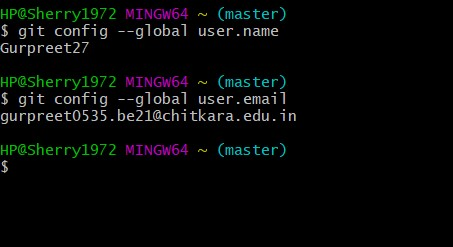 HP@Sherry1972 MINGW64 ~ (master)
$ git config --global user.name
Gurpreet27
HP@Sherry1972 MINGW64 ~ (master)
$ git config --global user.email
gurpreet0535.be21@chitkara.edu.in
HP@Sherry1972 MINGW64 ~ (master)
$